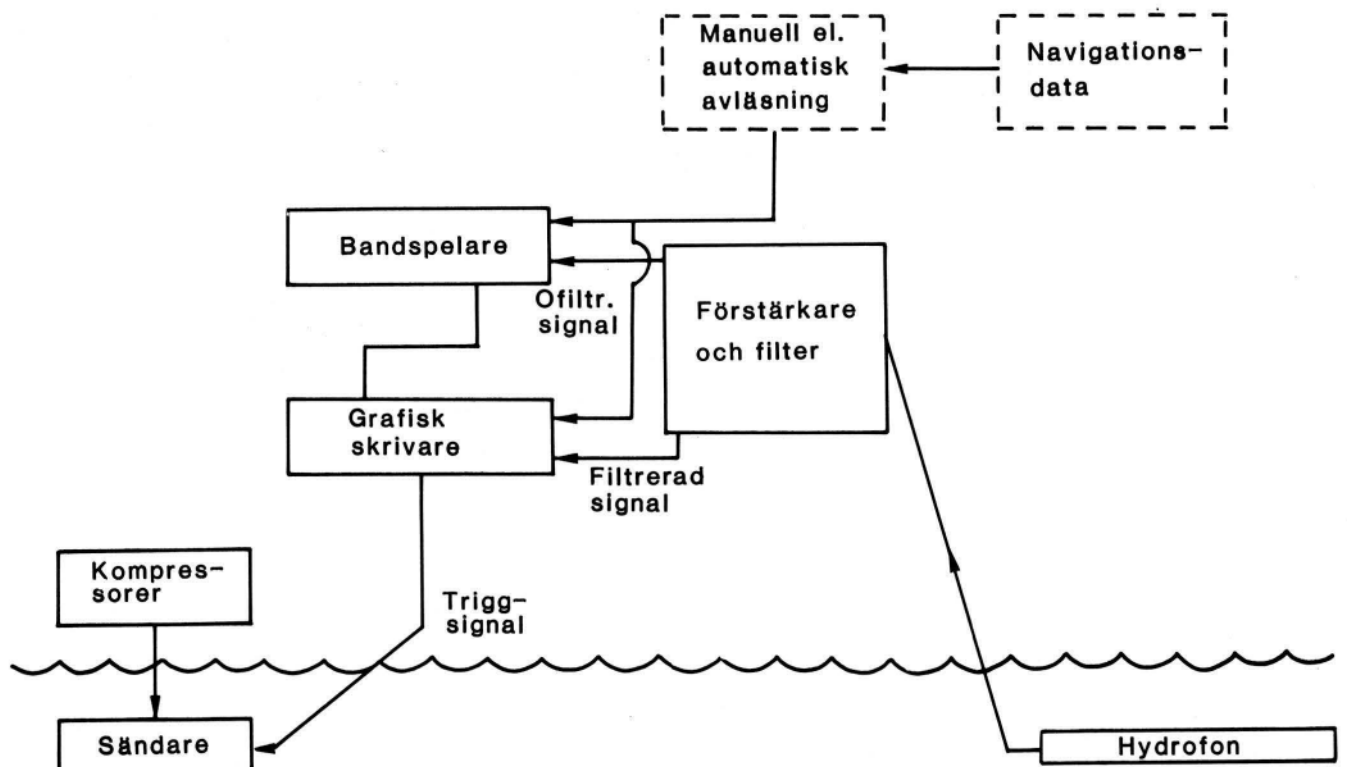 Manuell el.
automatisk
avläsning
Navigations-
data
Bandspelare
Ofiltr.
signal
Förstärkare
och filter
Grafisk
skrivare
Filtrerad
signal
Kompres-
sorer
Trigg-
signal
Sändare
Hydrofon